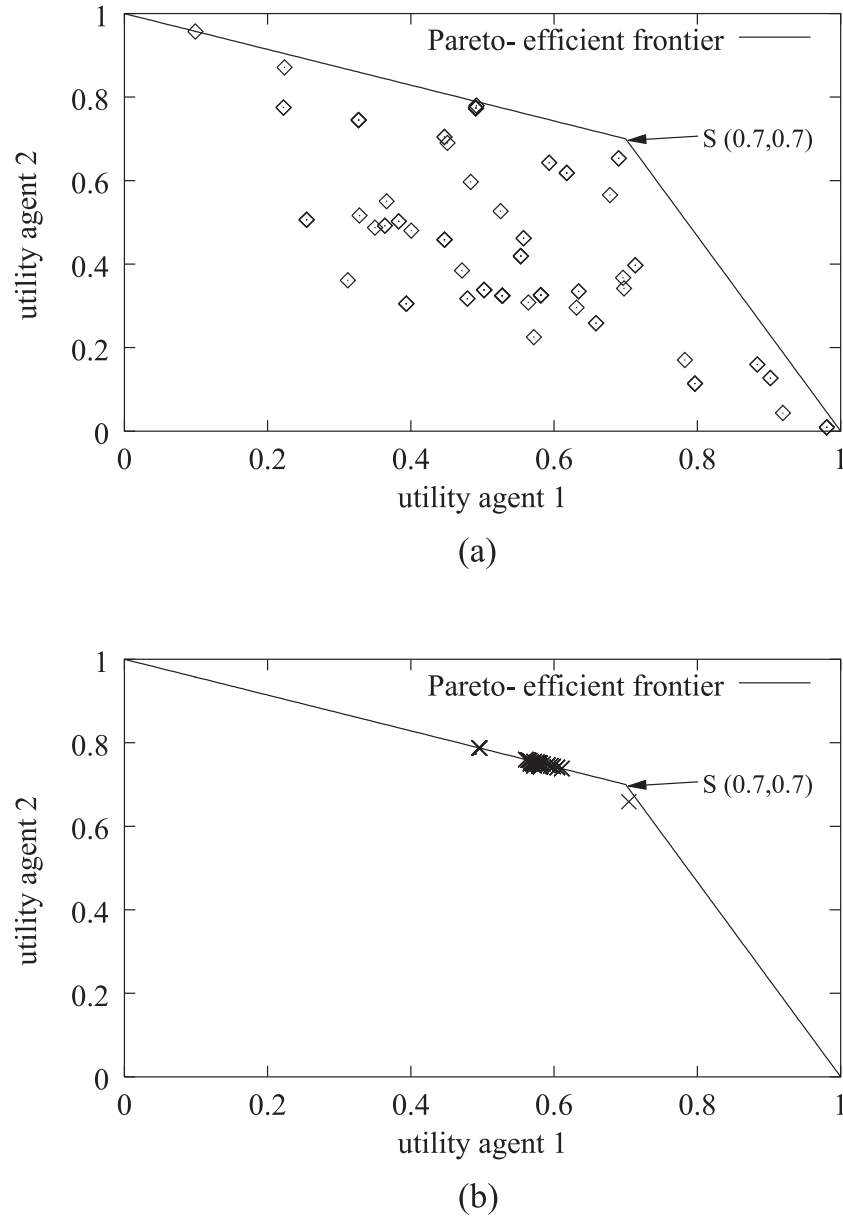 1
Pareto- efficient frontier
0.8
S (0.7,0.7)
0.6
utility agent 2
0.4
0.2
0
0 0.2 0.4 0.6 0.8 1
utility agent 1
(a)
1
Pareto- efficient frontier
0.8
S (0.7,0.7)
0.6
utility agent 2
0.4
0.2
0
0 0.2 0.4 0.6 0.8 1
utility agent 1
(b)